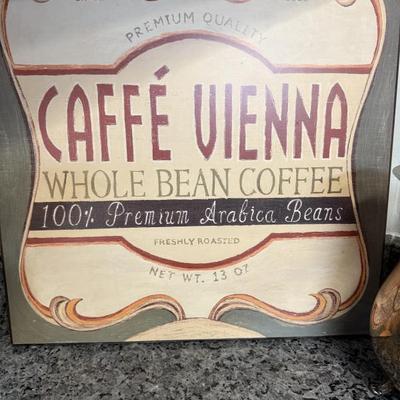 PREMIUM QUALITY
CAFFÉ VIENNA
WHOLE BEAN COFFEE
100% Premium Arabica Beans
FRESHLY ROASTED
NET WT. 13 OZ